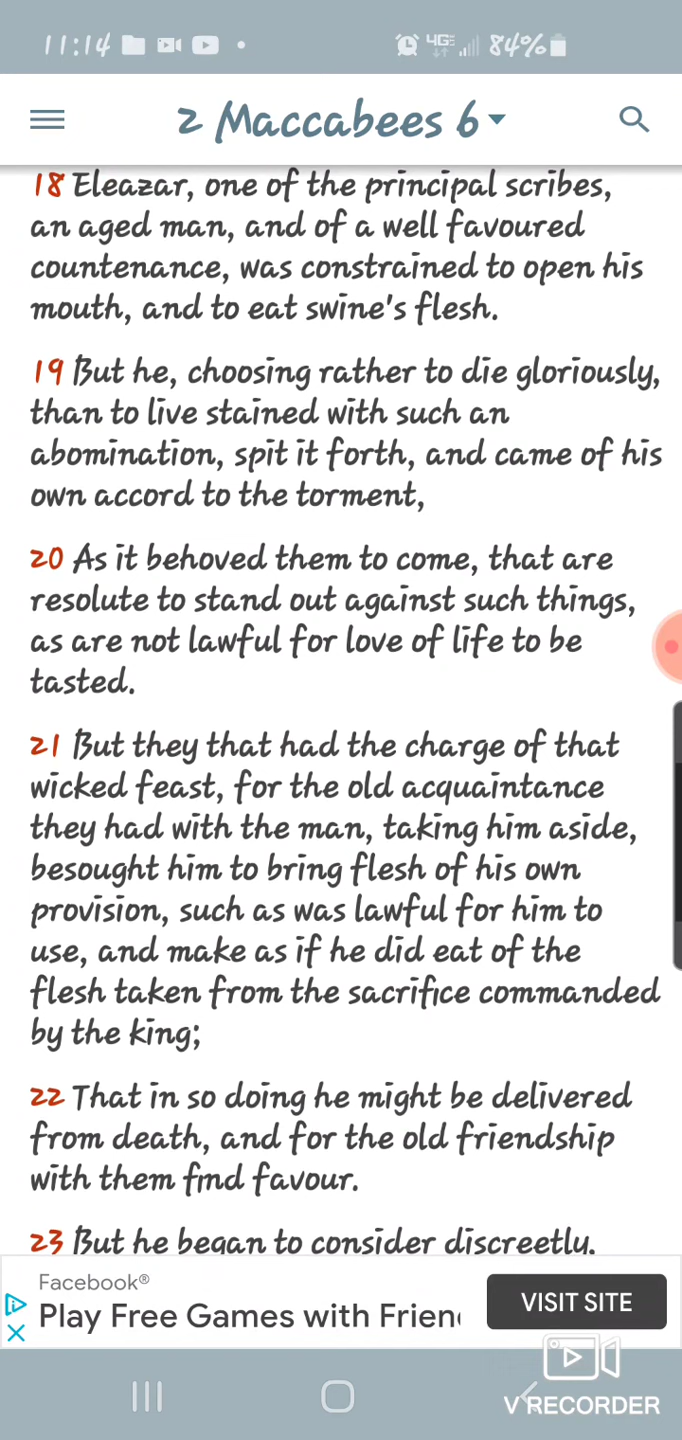 11:14
4GE 84%
2 Maccabees 6
18 Eleazar, one of the principal scribes,
an aged man, and of a well favoured
countenance, was constrained to open his
mouth, and to eat swine's flesh.
19 But he, choosing rather to die gloriously,
than to live stained with such an
abomination, spit it forth, and came of his
own accord to the torment,
20 As it behoved them to come, that are
resolute to stand out against such things,
as are not lawful for love of life to be
tasted.
21 But they that had the charge of that
wicked feast, for the old acquaintance
they had with the man, taking him aside,
besought him to bring flesh of his own
provision, such as was lawful for him to
use, and make as if he did eat of the
flesh taken from the sacrifice commanded
by the king;
22 That in so doing he might be delivered
from death, and for the old friendship
with them find favour.
23 But he began to consider discreetly,
Facebook®
Play Free Games with Frien
VISIT SITE
V RECORDER